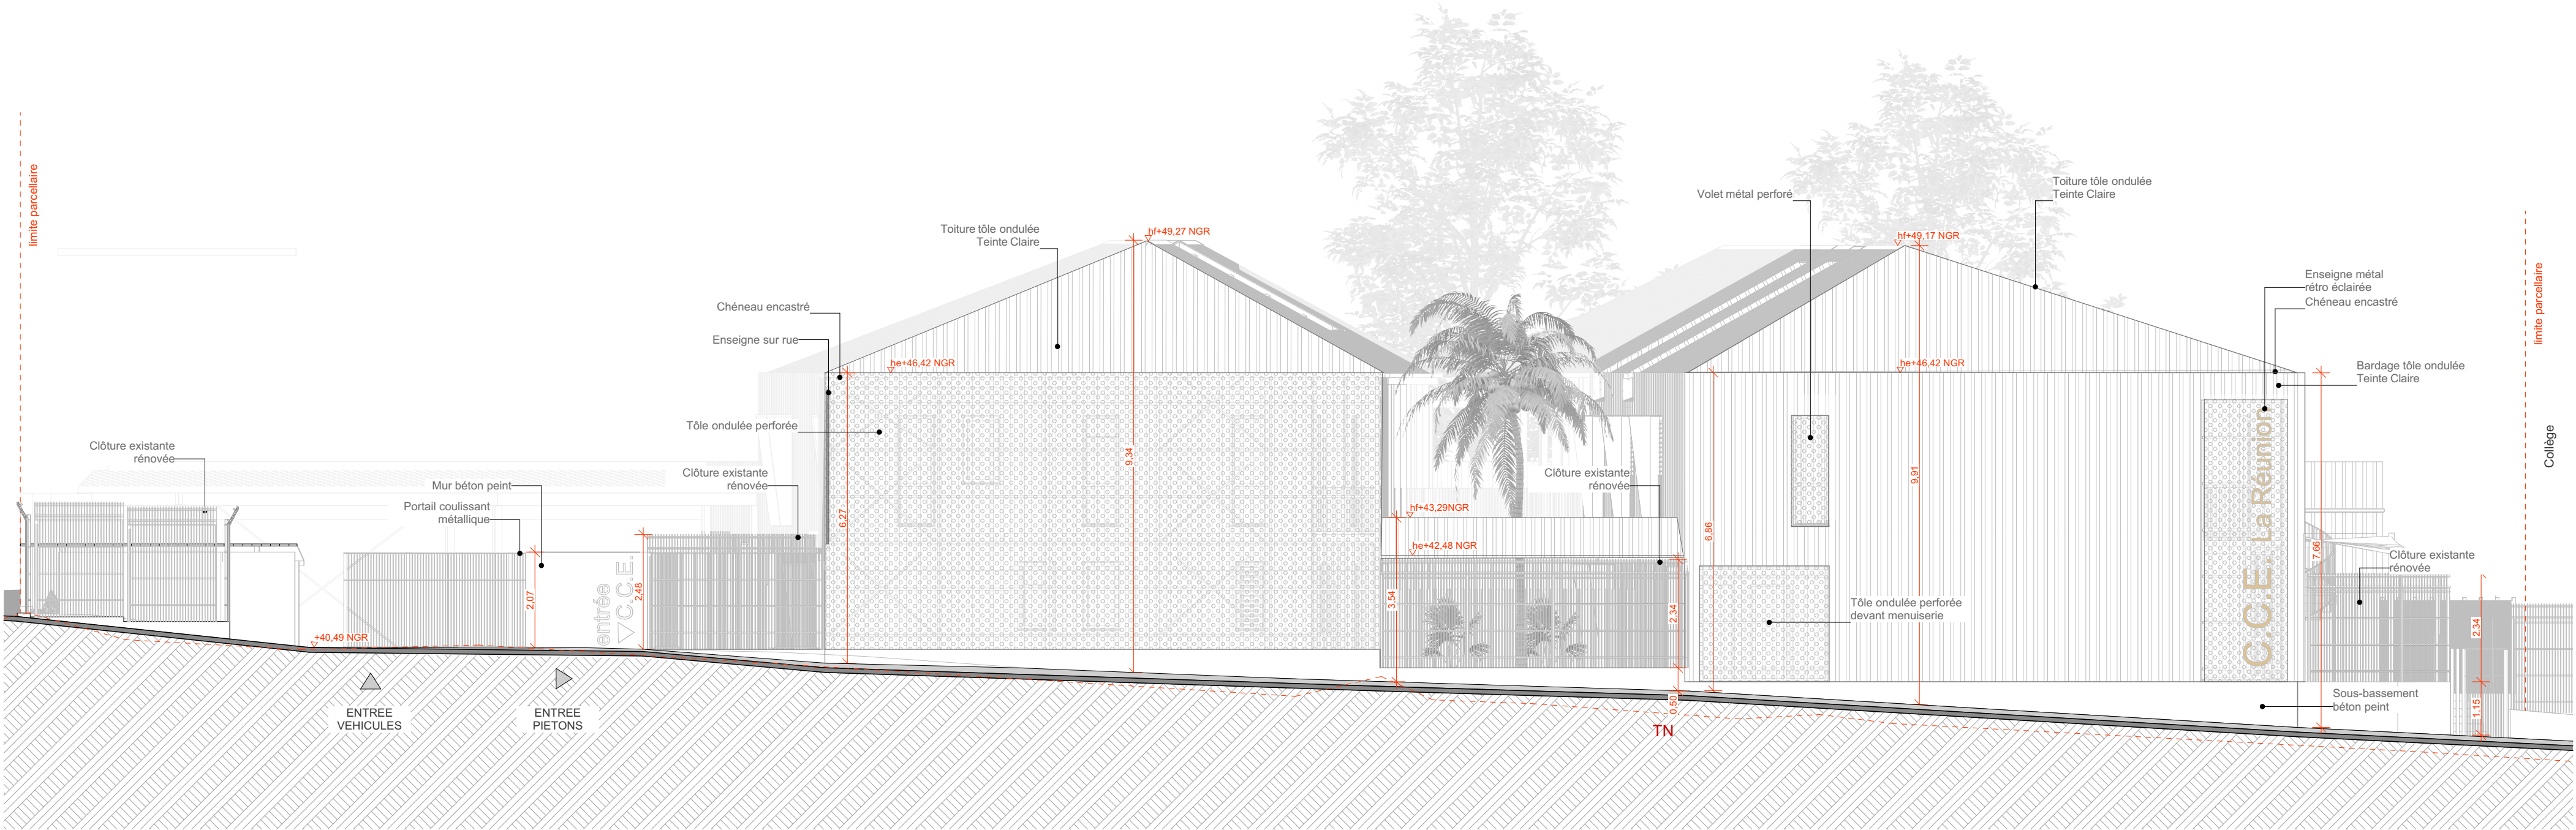 limite parcellaire
Clôture existante
rénovée
+40,49 NGR
ENTREE
VEHICULES
Portail coulissant
métallique
Mur béton peint
2,07
ENTREE
PIETONS
entrée
C.C.E.
2,48
Clôture existante
rénovée
Tôle ondulée perforée
Enseigne sur rue
Chéneau encastré
Toiture tôle ondulée
Teinte Claire
he+46,42 NGR
6,27
hf+49,27 NGR
9,34
hf+43,29NGR
he+42,48 NGR
3,54
Clôture existante
rénovée
2,34
0,50
TN
6,86
Volet métal perforé
Tôle ondulée perforée
devant menuiserie
hf+49,17 NGR
he+46,42 NGR
9,91
Toiture tôle ondulée
Teinte Claire
Enseigne métal
rétro éclairée
Chéneau encastré
Bardage tôle ondulée
Teinte Claire
C.C.E. La Réunion
7,66
Clôture existante
rénovée
2,34
1,15
Sous-bassement
béton peint
limite parcellaire
Collège